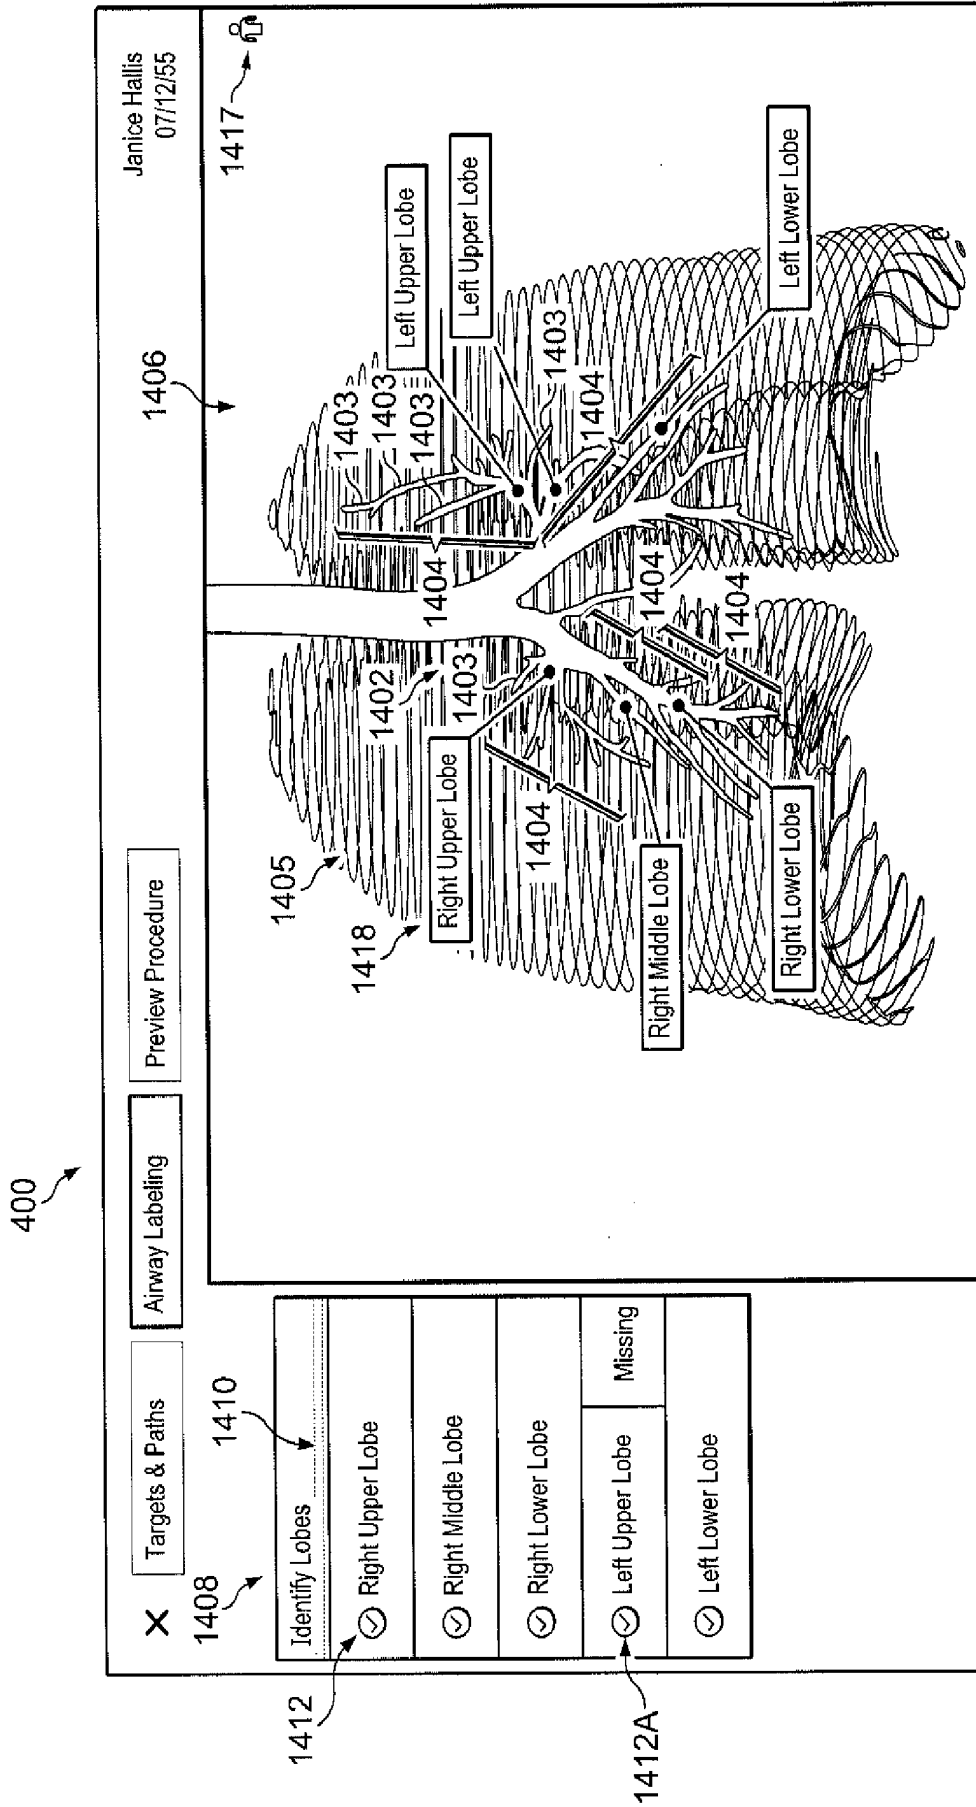 400
X
Targets & Paths
Airway Labeling
Preview Procedure
Janice Hallis
07/12/55
1408
1410
Identify Lobes
1412
Right Upper Lobe
Right Middle Lobe
Right Lower Lobe
1412A
Left Upper Lobe
Missing
Left Lower Lobe
1406
1417
1405
1418
1402
1403
1403
1403
1403
1403
1404
1404
1404
1404
1404
Right Upper Lobe
Right Middle Lobe
Right Lower Lobe
Left Upper Lobe
Left Upper Lobe
Left Lower Lobe